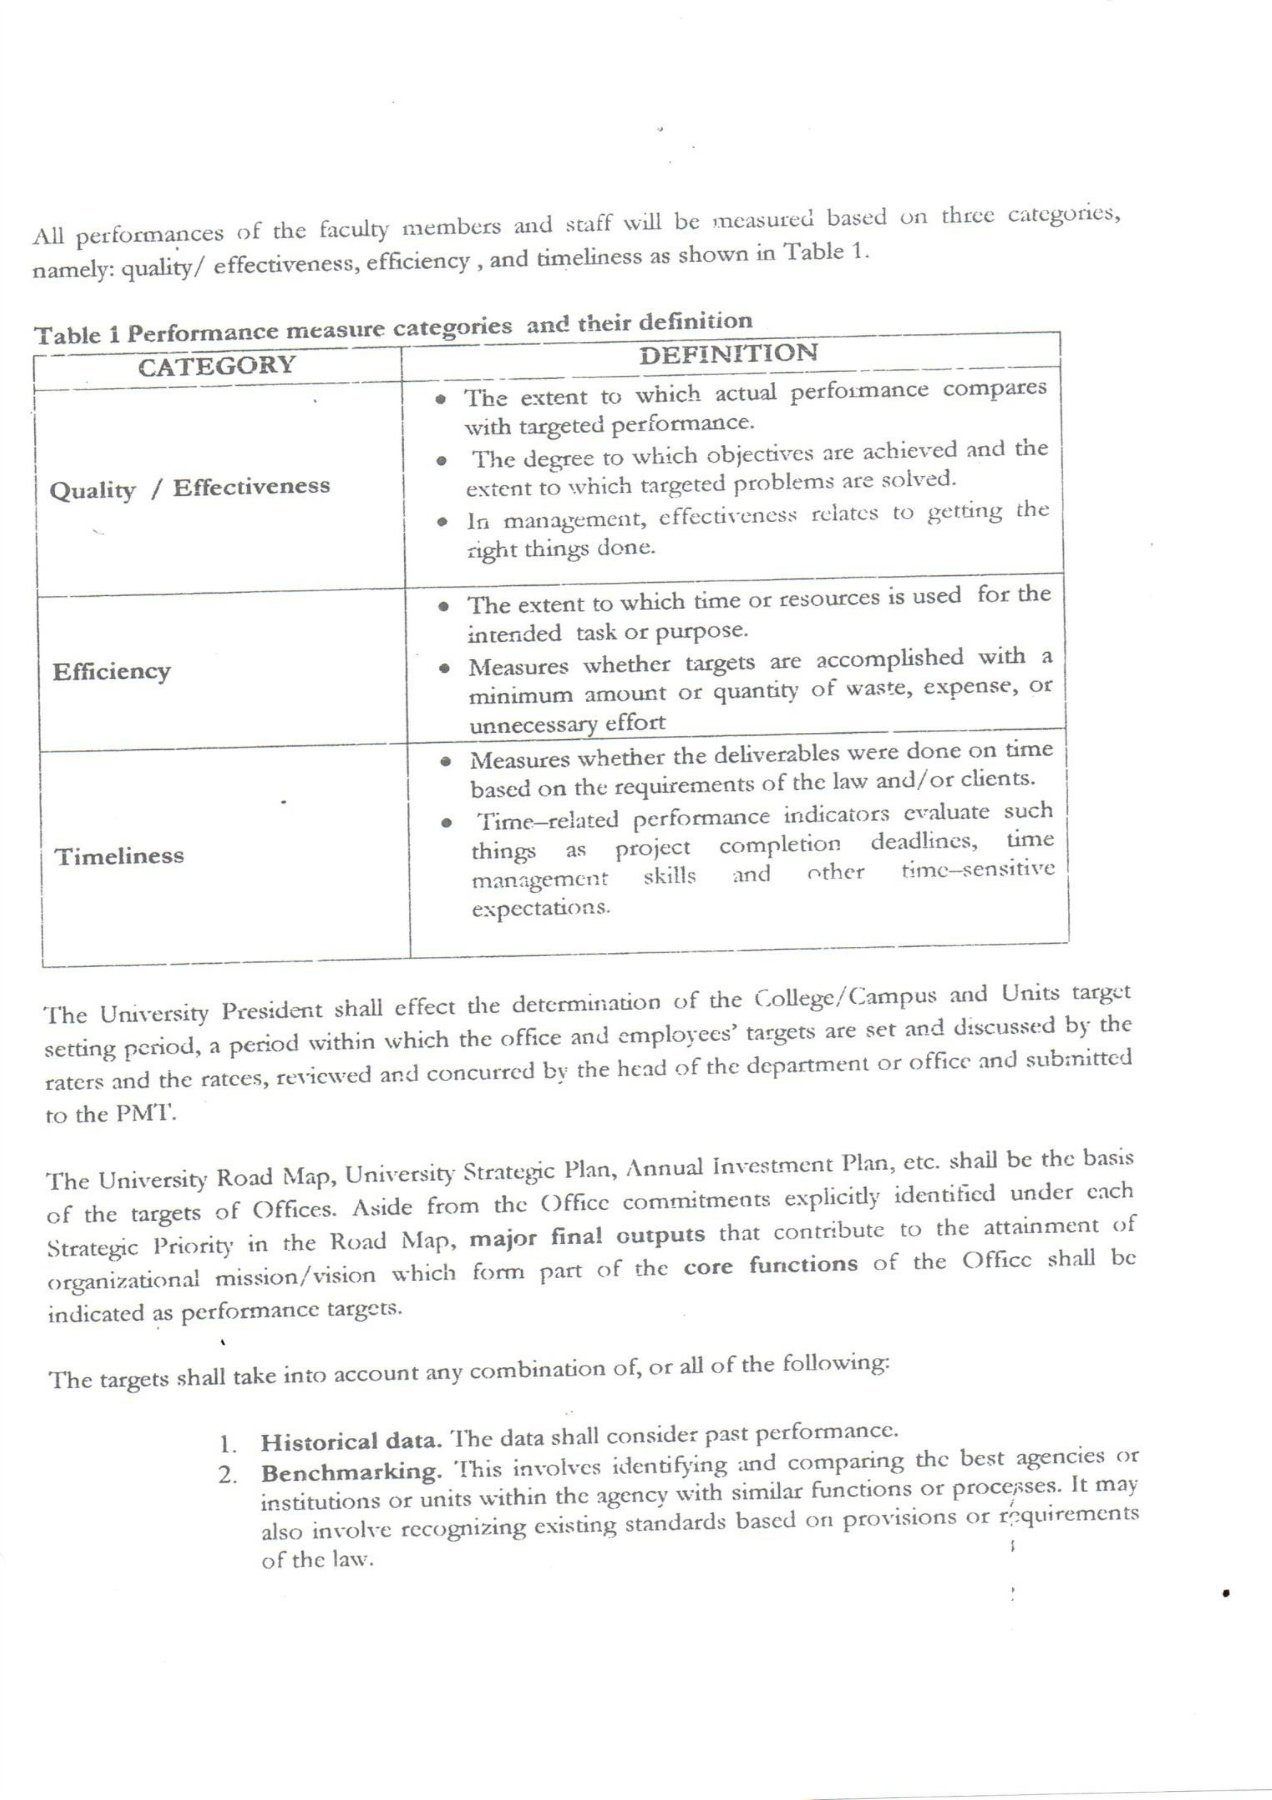 All performances of the faculty members and staff will be measured based on three categories,
namely: quality/ effectiveness, efficiency , and timeliness as shown in Table 1.
Table 1 Performance measure categories and their definition
CATEGORY
DEFINITION
Quality / Effectiveness
• The extent to which actual performance compares
with targeted performance.
• The degree to which objectives are achieved and the
extent to which targeted problems are solved.
• In management, effectiveness relates to getting the
right things done.
Efficiency
• The extent to which time or resources is used for the
intended task or purpose.
• Measures whether targets are accomplished with a
minimum amount or quantity of waste, expense, or
unnecessary effort
Timeliness
• Measures whether the deliverables were done on time
based on the requirements of the law and/or clients.
• Time–related performance indicators evaluate such
things as project completion deadlines, time
management skills and other time–sensitive
expectations.
The University President shall effect the determination of the College/Campus and Units target
setting period, a period within which the office and employees’ targets are set and discussed by the
raters and the ratees, reviewed and concurred by the head of the department or office and submitted
to the PMT.
The University Road Map, University Strategic Plan, Annual Investment Plan, etc. shall be the basis
of the targets of Offices. Aside from the Office commitments explicitly identified under each
Strategic Priority in the Road Map, major final outputs that contribute to the attainment of
organizational mission/vision which form part of the core functions of the Office shall be
indicated as performance targets.
The targets shall take into account any combination of, or all of the following:
1. Historical data. The data shall consider past performance.
2. Benchmarking. This involves identifying and comparing the best agencies or
institutions or units within the agency with similar functions or processes. It may
also involve recognizing existing standards based on provisions or requirements
of the law.